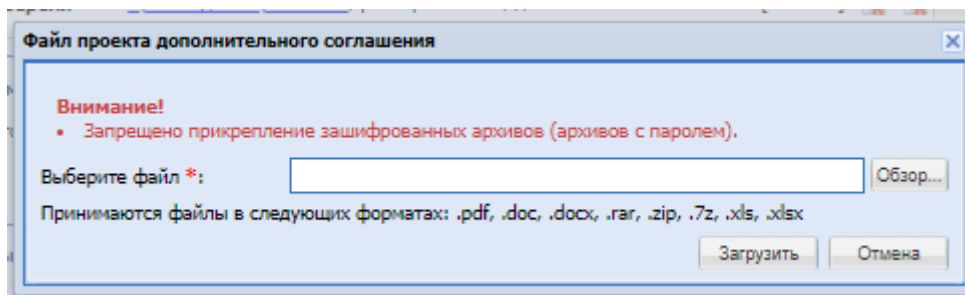 Файл проекта дополнительного соглашения
Внимание!
• Запрещено прикрепление зашифрованных архивов (архивов с паролем).
Выберите файл *:
Обзор...
Принимаются файлы в следующих форматах: .pdf, .doc, .docx, .rar, .zip, .7z, .xls, .xlsx
Загрузить
Отмена